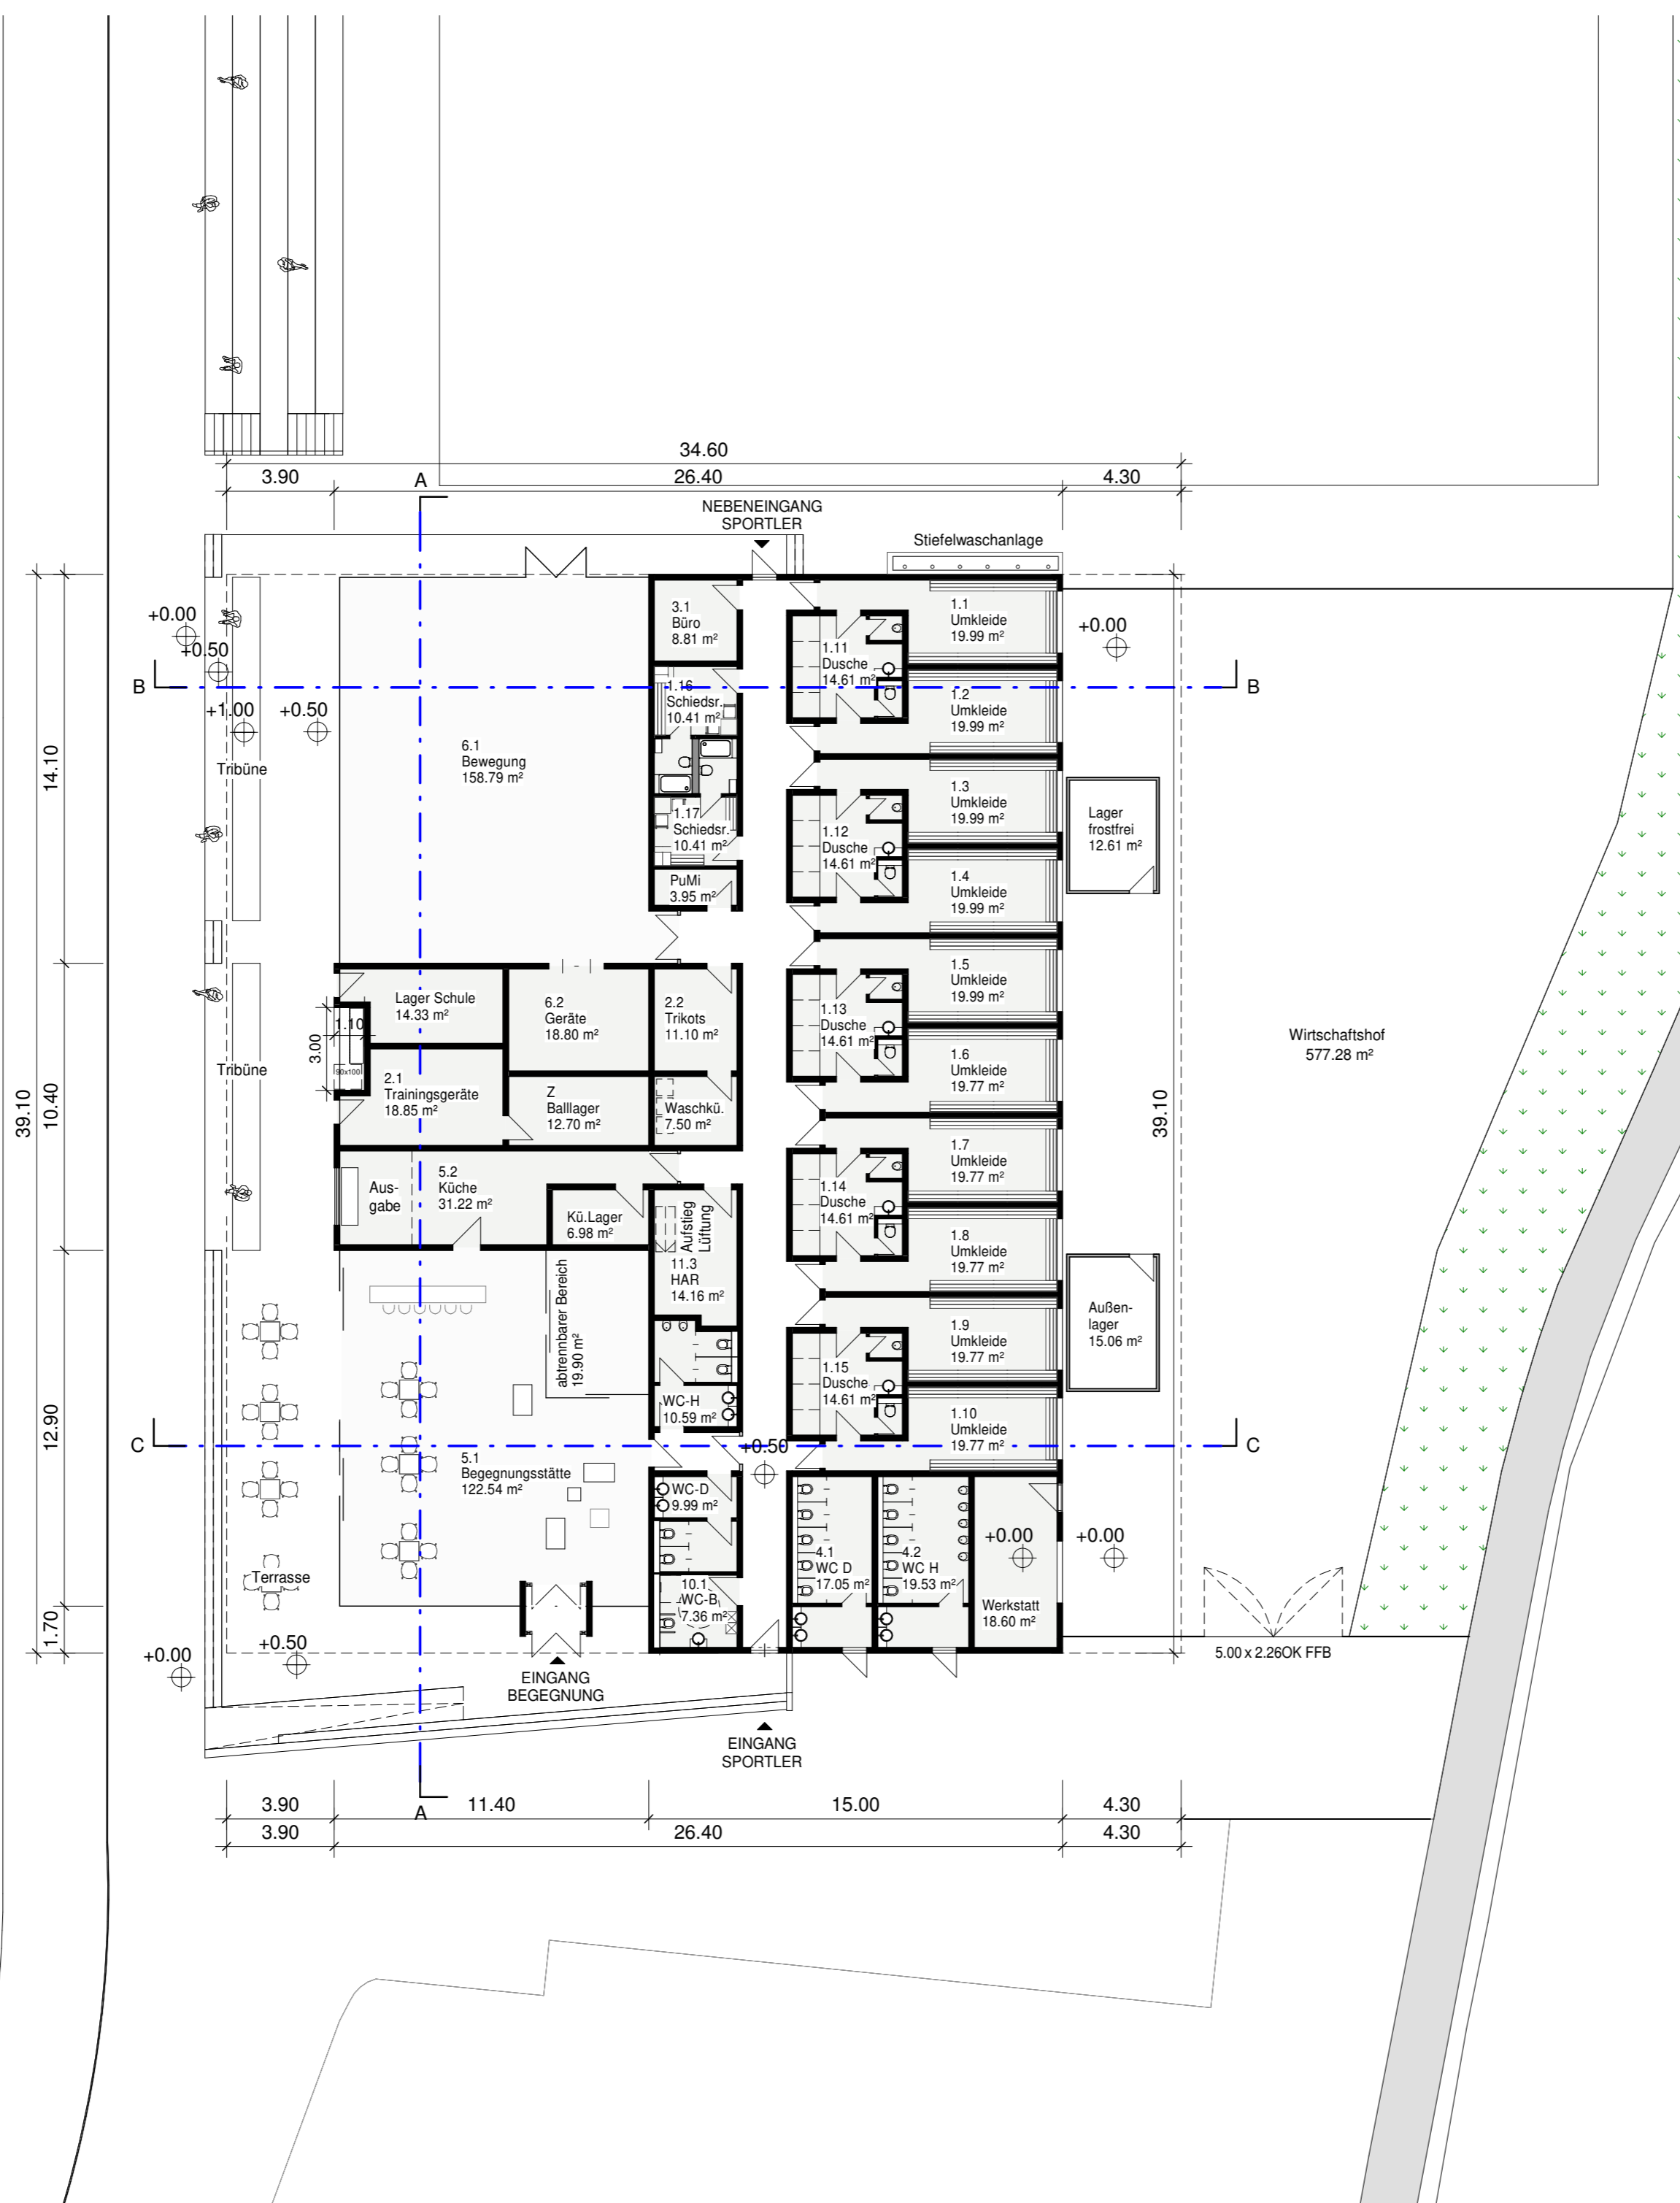 34.60
3.90
A
26.40
4.30
NEBENEINGANG
SPORTLER
Stiefelwaschanlage
+0.00
+0.50
B
+1.00
+0.50
Tribüne
14.10
39.10
10.40
12.90
1.70
6.1
Bewegung
158.79 m²
3.1
Büro
8.81 m²
1.16
Schiedsr.
10.41 m²
1.17
Schiedsr.
10.41 m²
PuMi
3.95 m²
1.11
Dusche
14.61 m²
1.1
Umkleide
19.99 m²
1.2
Umkleide
19.99 m²
+0.00
B
1.12
Dusche
14.61 m²
1.3
Umkleide
19.99 m²
1.4
Umkleide
19.99 m²
Lager
frostfrei
12.61 m²
Lager Schule
14.33 m²
1.10
3.00
90x100
Tribüne
2.1
Trainingsgeräte
18.85 m²
6.2
Geräte
18.80 m²
2.2
Trikots
11.10 m²
Z
Balllager
12.70 m²
Waschkü.
7.50 m²
1.13
Dusche
14.61 m²
1.5
Umkleide
19.99 m²
1.6
Umkleide
19.77 m²
39.10
Wirtschaftshof
577.28 m²
Aus-
gabe
5.2
Küche
31.22 m²
Kü.Lager
6.98 m²
Aufstieg
Lüftung
11.3
HAR
14.16 m²
1.14
Dusche
14.61 m²
1.7
Umkleide
19.77 m²
1.8
Umkleide
19.77 m²
abtrennbarer Bereich
19.90 m²
WC-H
10.59 m²
1.15
Dusche
14.61 m²
1.9
Umkleide
19.77 m²
1.10
Umkleide
19.77 m²
Außen-
lager
15.06 m²
C
+0.50
C
5.1
Begegnungsstätte
122.54 m²
WC-D
9.99 m²
10.1
WC-B
7.36 m²
4.1
WC D
17.05 m²
4.2
WC H
19.53 m²
+0.00
Werkstatt
18.60 m²
+0.00
Terrasse
+0.50
+0.00
EINGANG
BEGEGNUNG
EINGANG
SPORTLER
5.00 x 2.26OK FFB
3.90
A
11.40
15.00
4.30
3.90
26.40
4.30